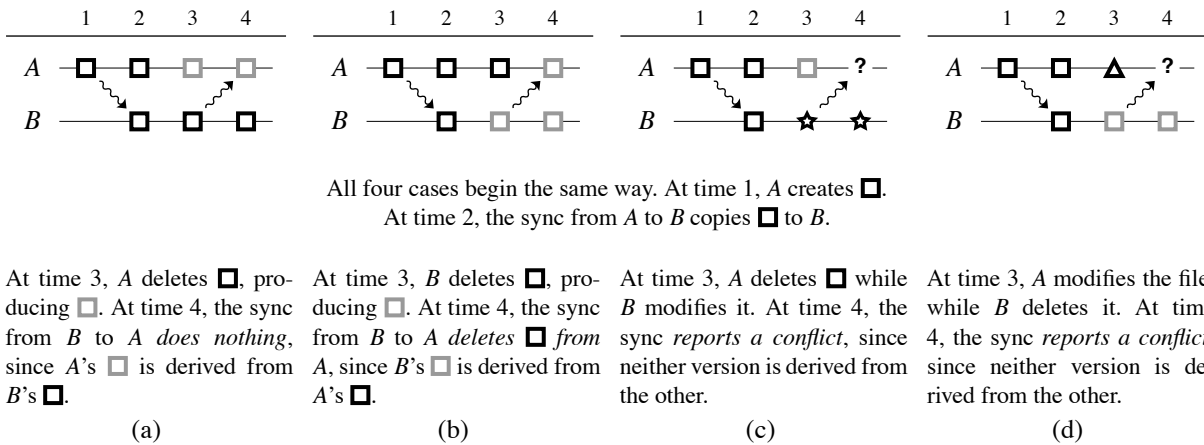 1 2 3 4
A
B
1 2 3 4
A
B
1 2 3 4
A ?
B
1 2 3 4
A ?
B
All four cases begin the same way. At time 1, A creates □.
At time 2, the sync from A to B copies □ to B.
At time 3, A deletes □, pro-
ducing □. At time 4, the sync
from B to A does nothing,
since A’s □ is derived from
B’s □.
(a)
At time 3, B deletes □, pro-
ducing □. At time 4, the sync
from B to A deletes □ from
A, since B’s □ is derived from
A’s □.
(b)
At time 3, A deletes □ while
B modifies it. At time 4, the
sync reports a conflict, since
neither version is derived from
the other.
(c)
At time 3, A modifies the file
while B deletes it. At tim
4, the sync reports a conflic
since neither version is de
rived from the other.
(d)